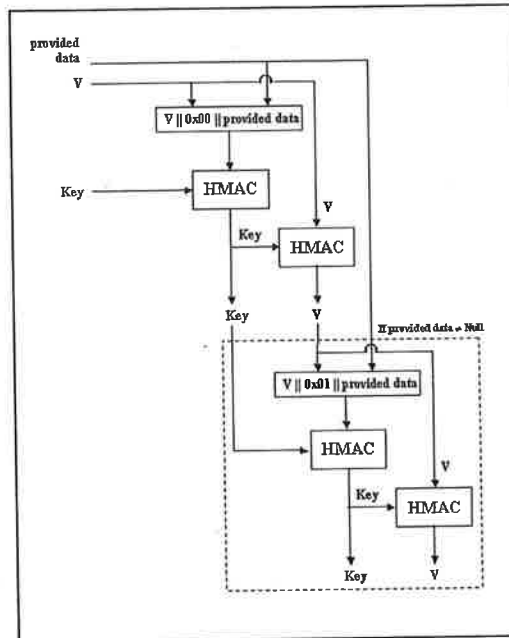 provided
data
V
V || 0x00 || provided data
Key
HMAC
V
Key
HMAC
Key
V
If provided data ≠ Null
V || 0x01 || provided data
HMAC
V
Key
HMAC
Key
V